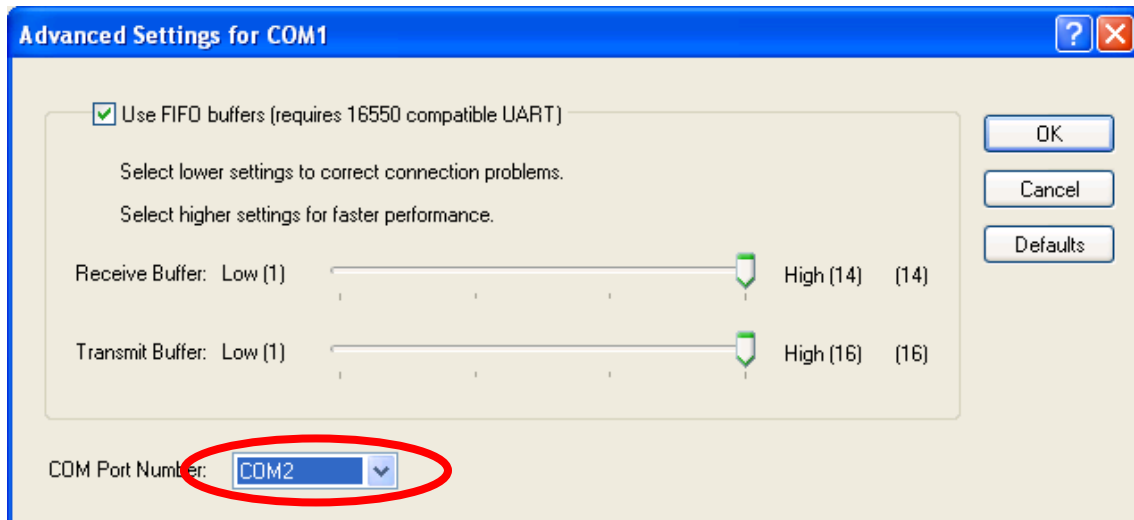 Advanced Settings for COM1
Use FIFO buffers (requires 16550 compatible UART)
OK
Select lower settings to correct connection problems.
Cancel
Select higher settings for faster performance.
Defaults
Receive Buffer: Low (1) High (14) (14)
Transmit Buffer: Low (1) High (16) (16)
COM Port Number: COM2